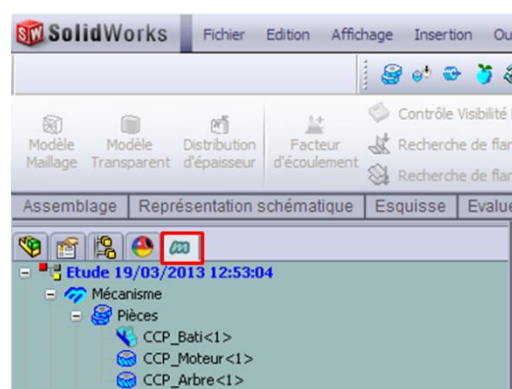 SolidWorks Fichier Edition Affichage Insertion
Contrôle Visibilité
Modèle Maillage
Modèle Transparent
Distribution d'épaisseur
Facteur d'écoulement
Recherche de
Recherche de
Assemblage Représentation schématique Esquisse
Etude 19/03/2013 12:53:04
Mécanisme
Pièces
CCP_Bati<1>
CCP_Moteur<1>
CCP_Arbre<1>